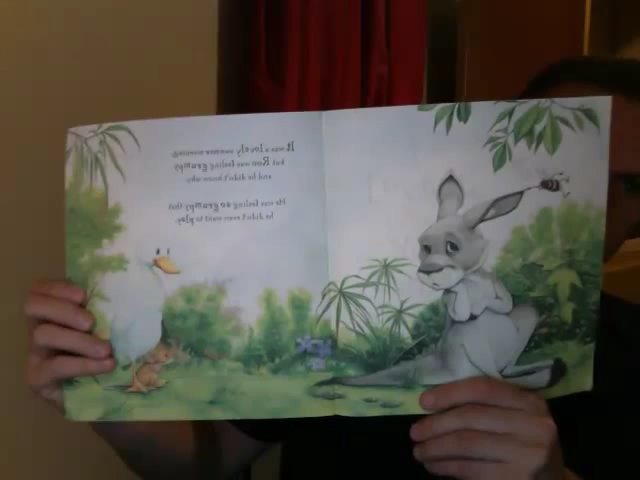 It was a lovely summer morning,
but Roo was feeling grumpy
and he didn't know why.
He was feeling so grumpy that
he didn't even want to play.